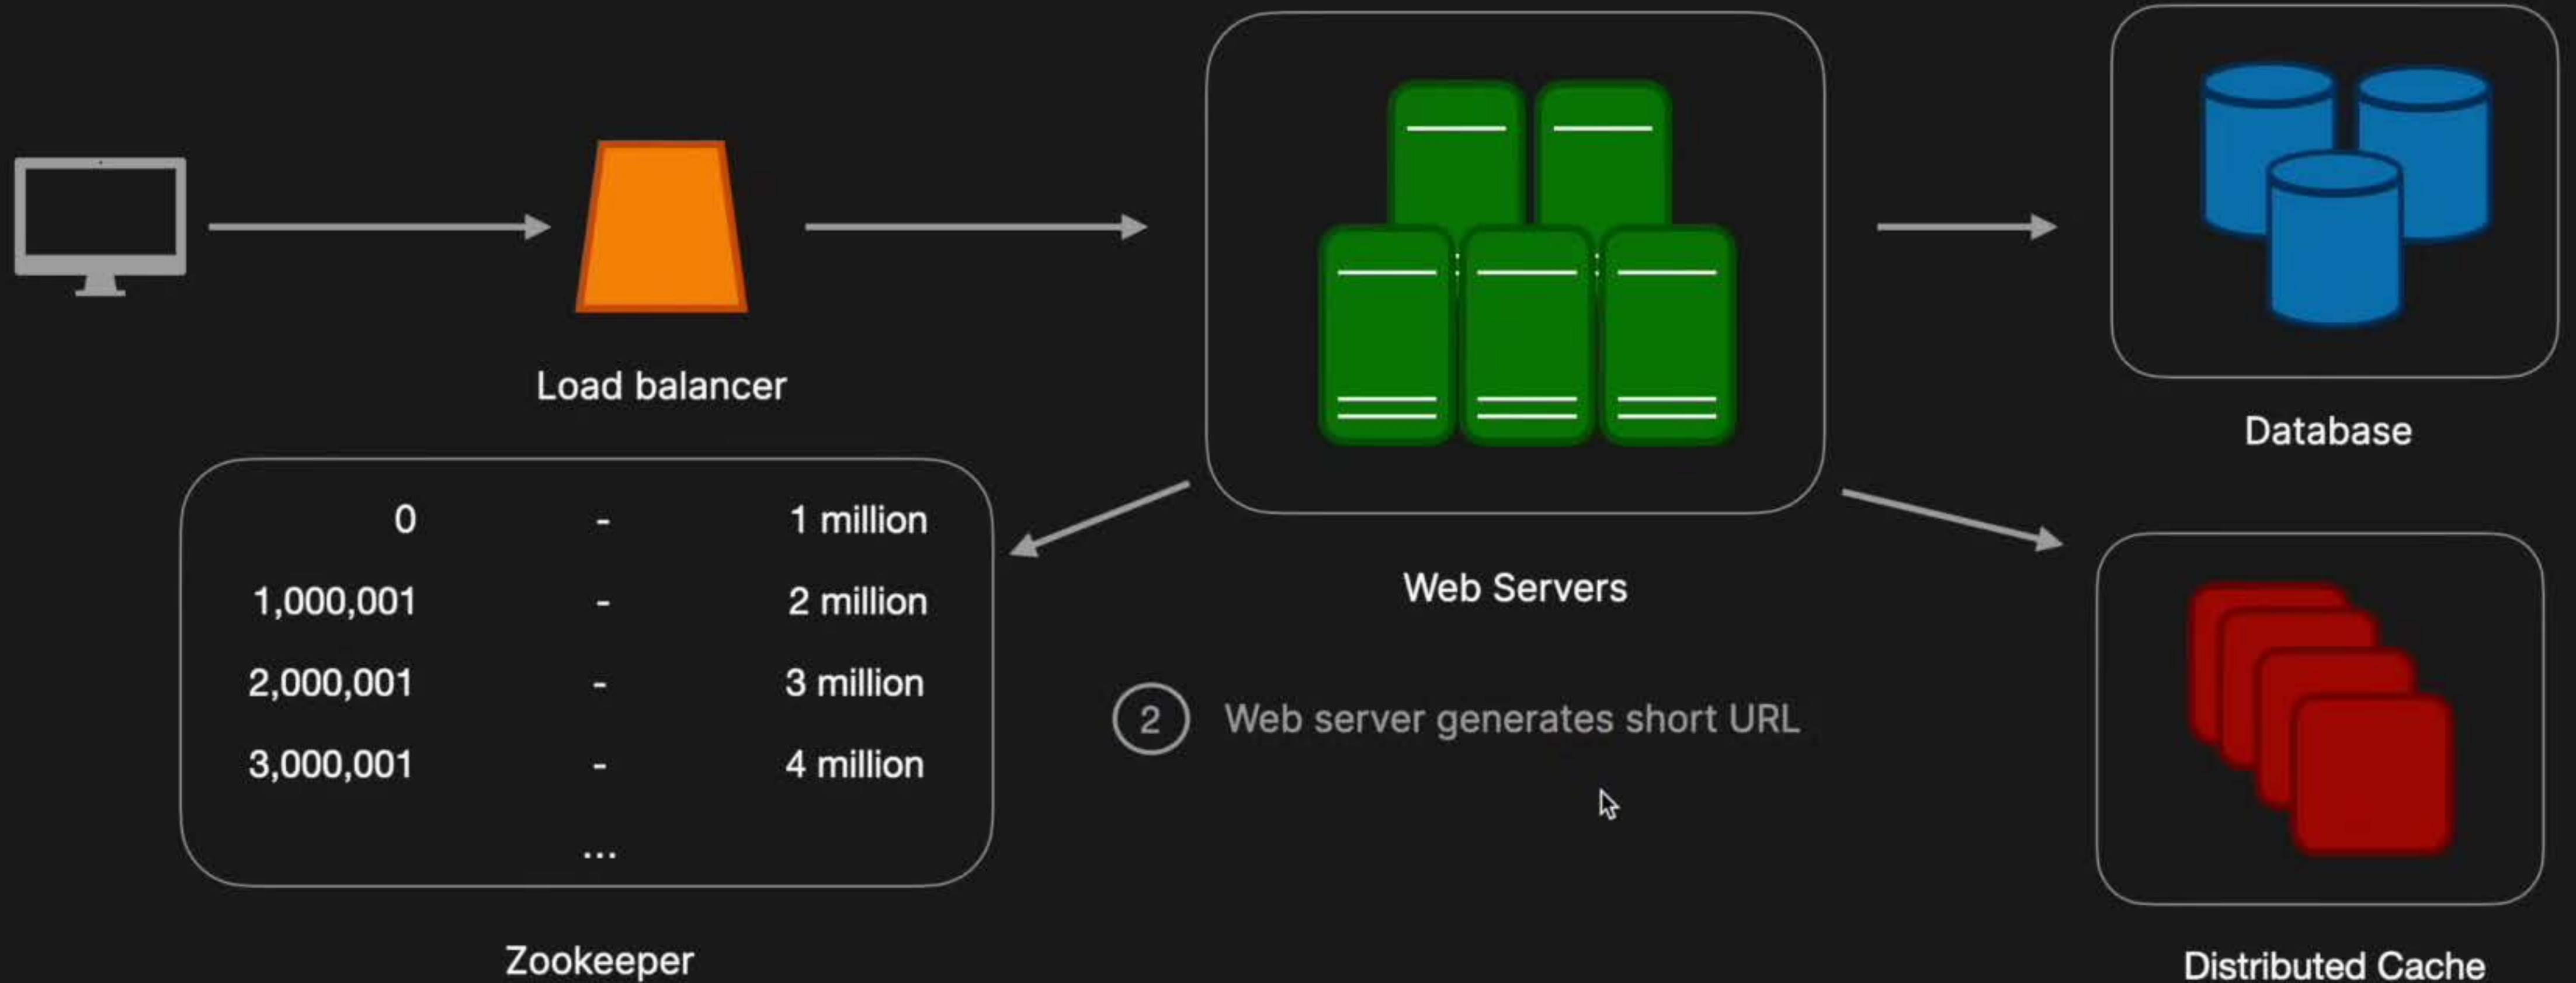 Load balancer
Database
0 - 1 million
1,000,001 - 2 million
2,000,001 - 3 million
3,000,001 - 4 million
...
Zookeeper
Web Servers
2 Web server generates short URL
Distributed Cache